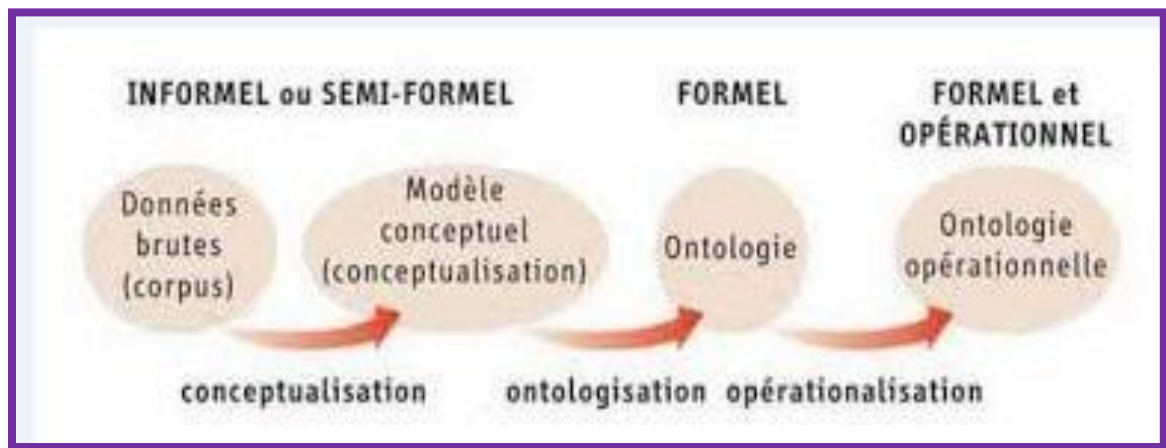 INFORMEL ou SEMI-FORMEL
FORMEL
FORMEL et
OPÉRATIONNEL
Données
brutes
(corpus)
Modèle
conceptuel
(conceptualisation)
Ontologie
Ontologie
opérationnelle
conceptualisation
ontologisation
opérationalisation